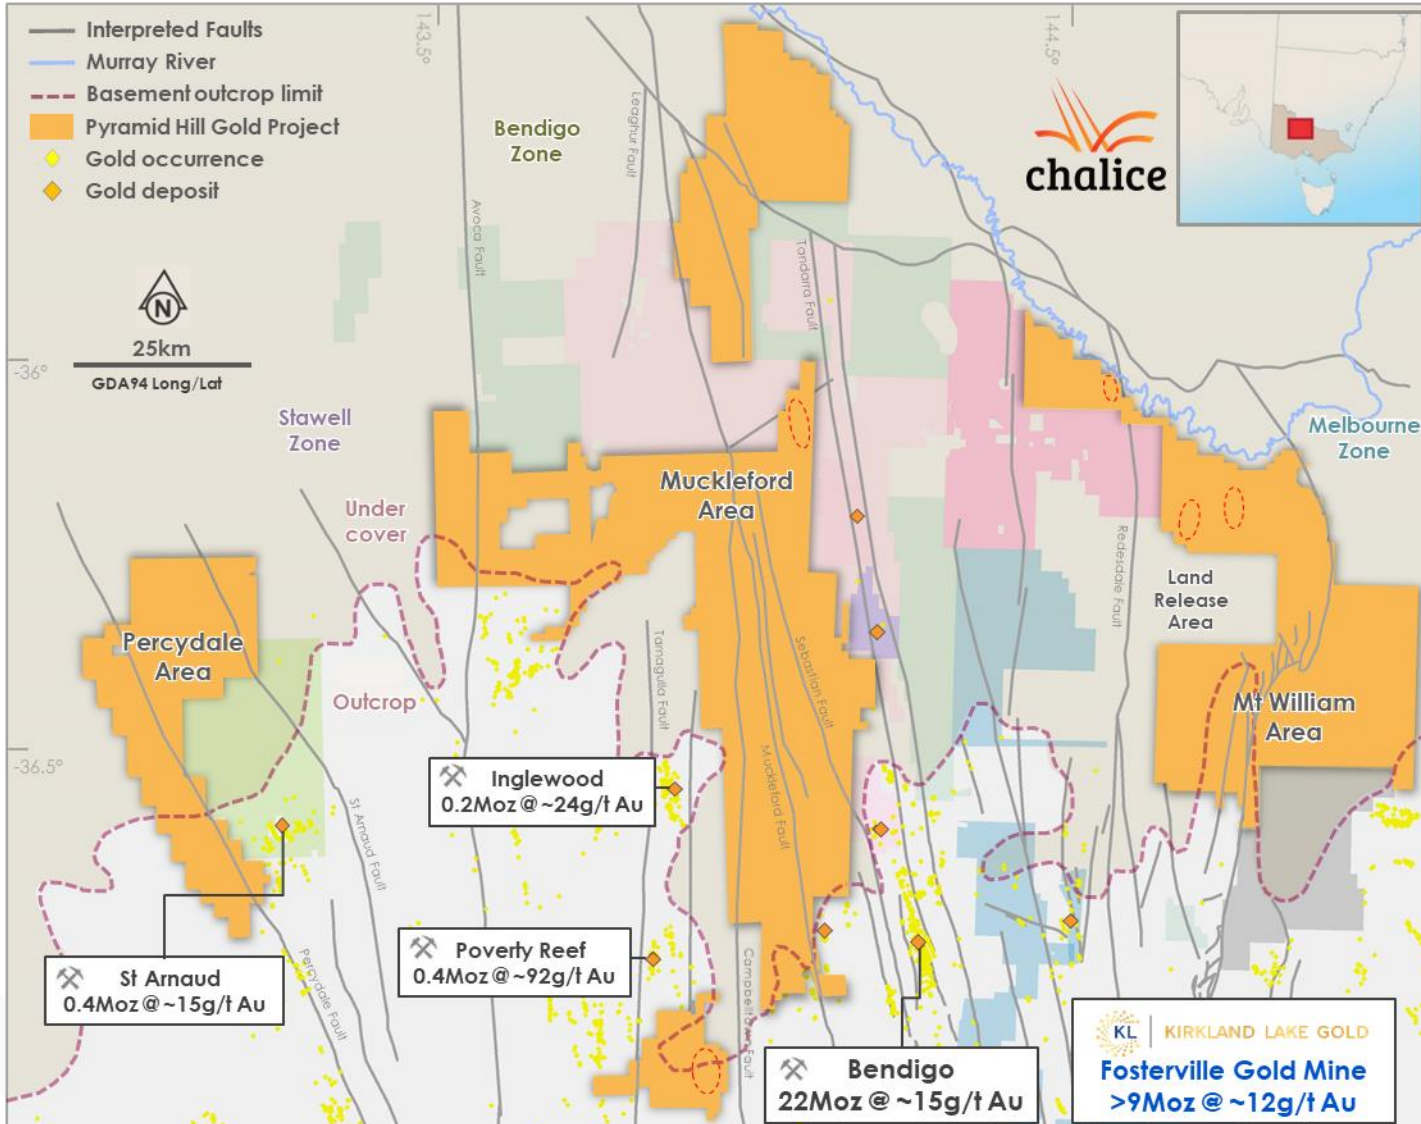 Interpreted Faults
Murray River
Basement outcrop limit
Pyramid Hill Gold Project
Gold occurrence
Gold deposit
143.5°
144.5°
chalice
Bendigo
Zone
Leaghur Fault
Avoca Fault
Tandarra Fault
N
25km
GDA94 Long/Lat
-36°
Stawell
Zone
Melbourne
Zone
Muckleford
Area
Under
cover
Redesdale Fault
Land
Release
Area
Percydale
Area
Tarnagulla Fault
Sebastian Fault
Outcrop
Mt William
Area
-36.5°
Inglewood
0.2Moz @ ~24g/t Au
Muckleford Fault
St Arnaud Fault
Poverty Reef
0.4Moz @ ~92g/t Au
St Arnaud
0.4Moz @ ~15g/t Au
Percydale Fault
Campbeltown Fault
Bendigo
22Moz @ ~15g/t Au
KL
KIRKLAND LAKE GOLD
Fosterville Gold Mine
>9Moz @ ~12g/t Au